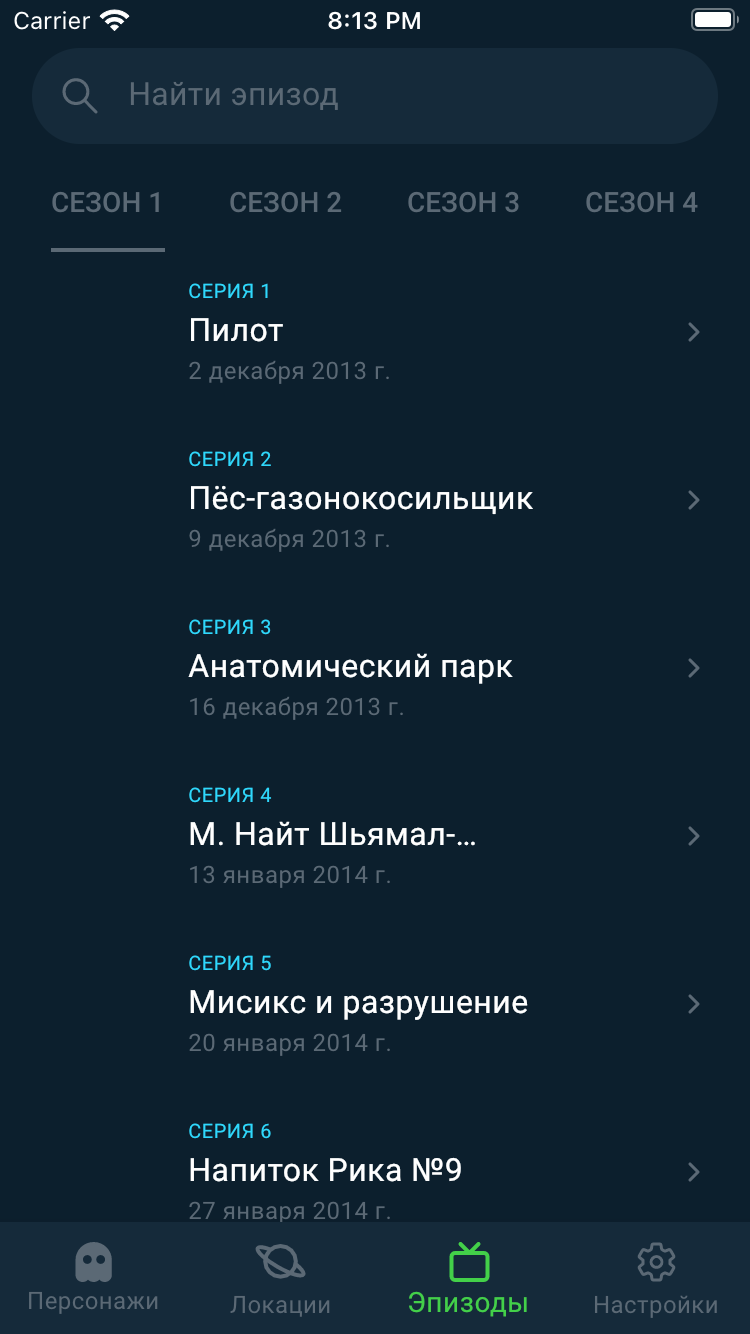 Carrier 8:13 PM
Найти эпизод
СЕЗОН 1 СЕЗОН 2 СЕЗОН 3 СЕЗОН 4
СЕРИЯ 1
Пилот
2 декабря 2013 г.
СЕРИЯ 2
Пёс-газонокосильщик
9 декабря 2013 г.
СЕРИЯ 3
Анатомический парк
16 декабря 2013 г.
СЕРИЯ 4
М. Найт Шьямал-...
13 января 2014 г.
СЕРИЯ 5
Мисикс и разрушение
20 января 2014 г.
СЕРИЯ 6
Напиток Рика №9
27 января 2014 г.
Персонажи Локации Эпизоды Настройки